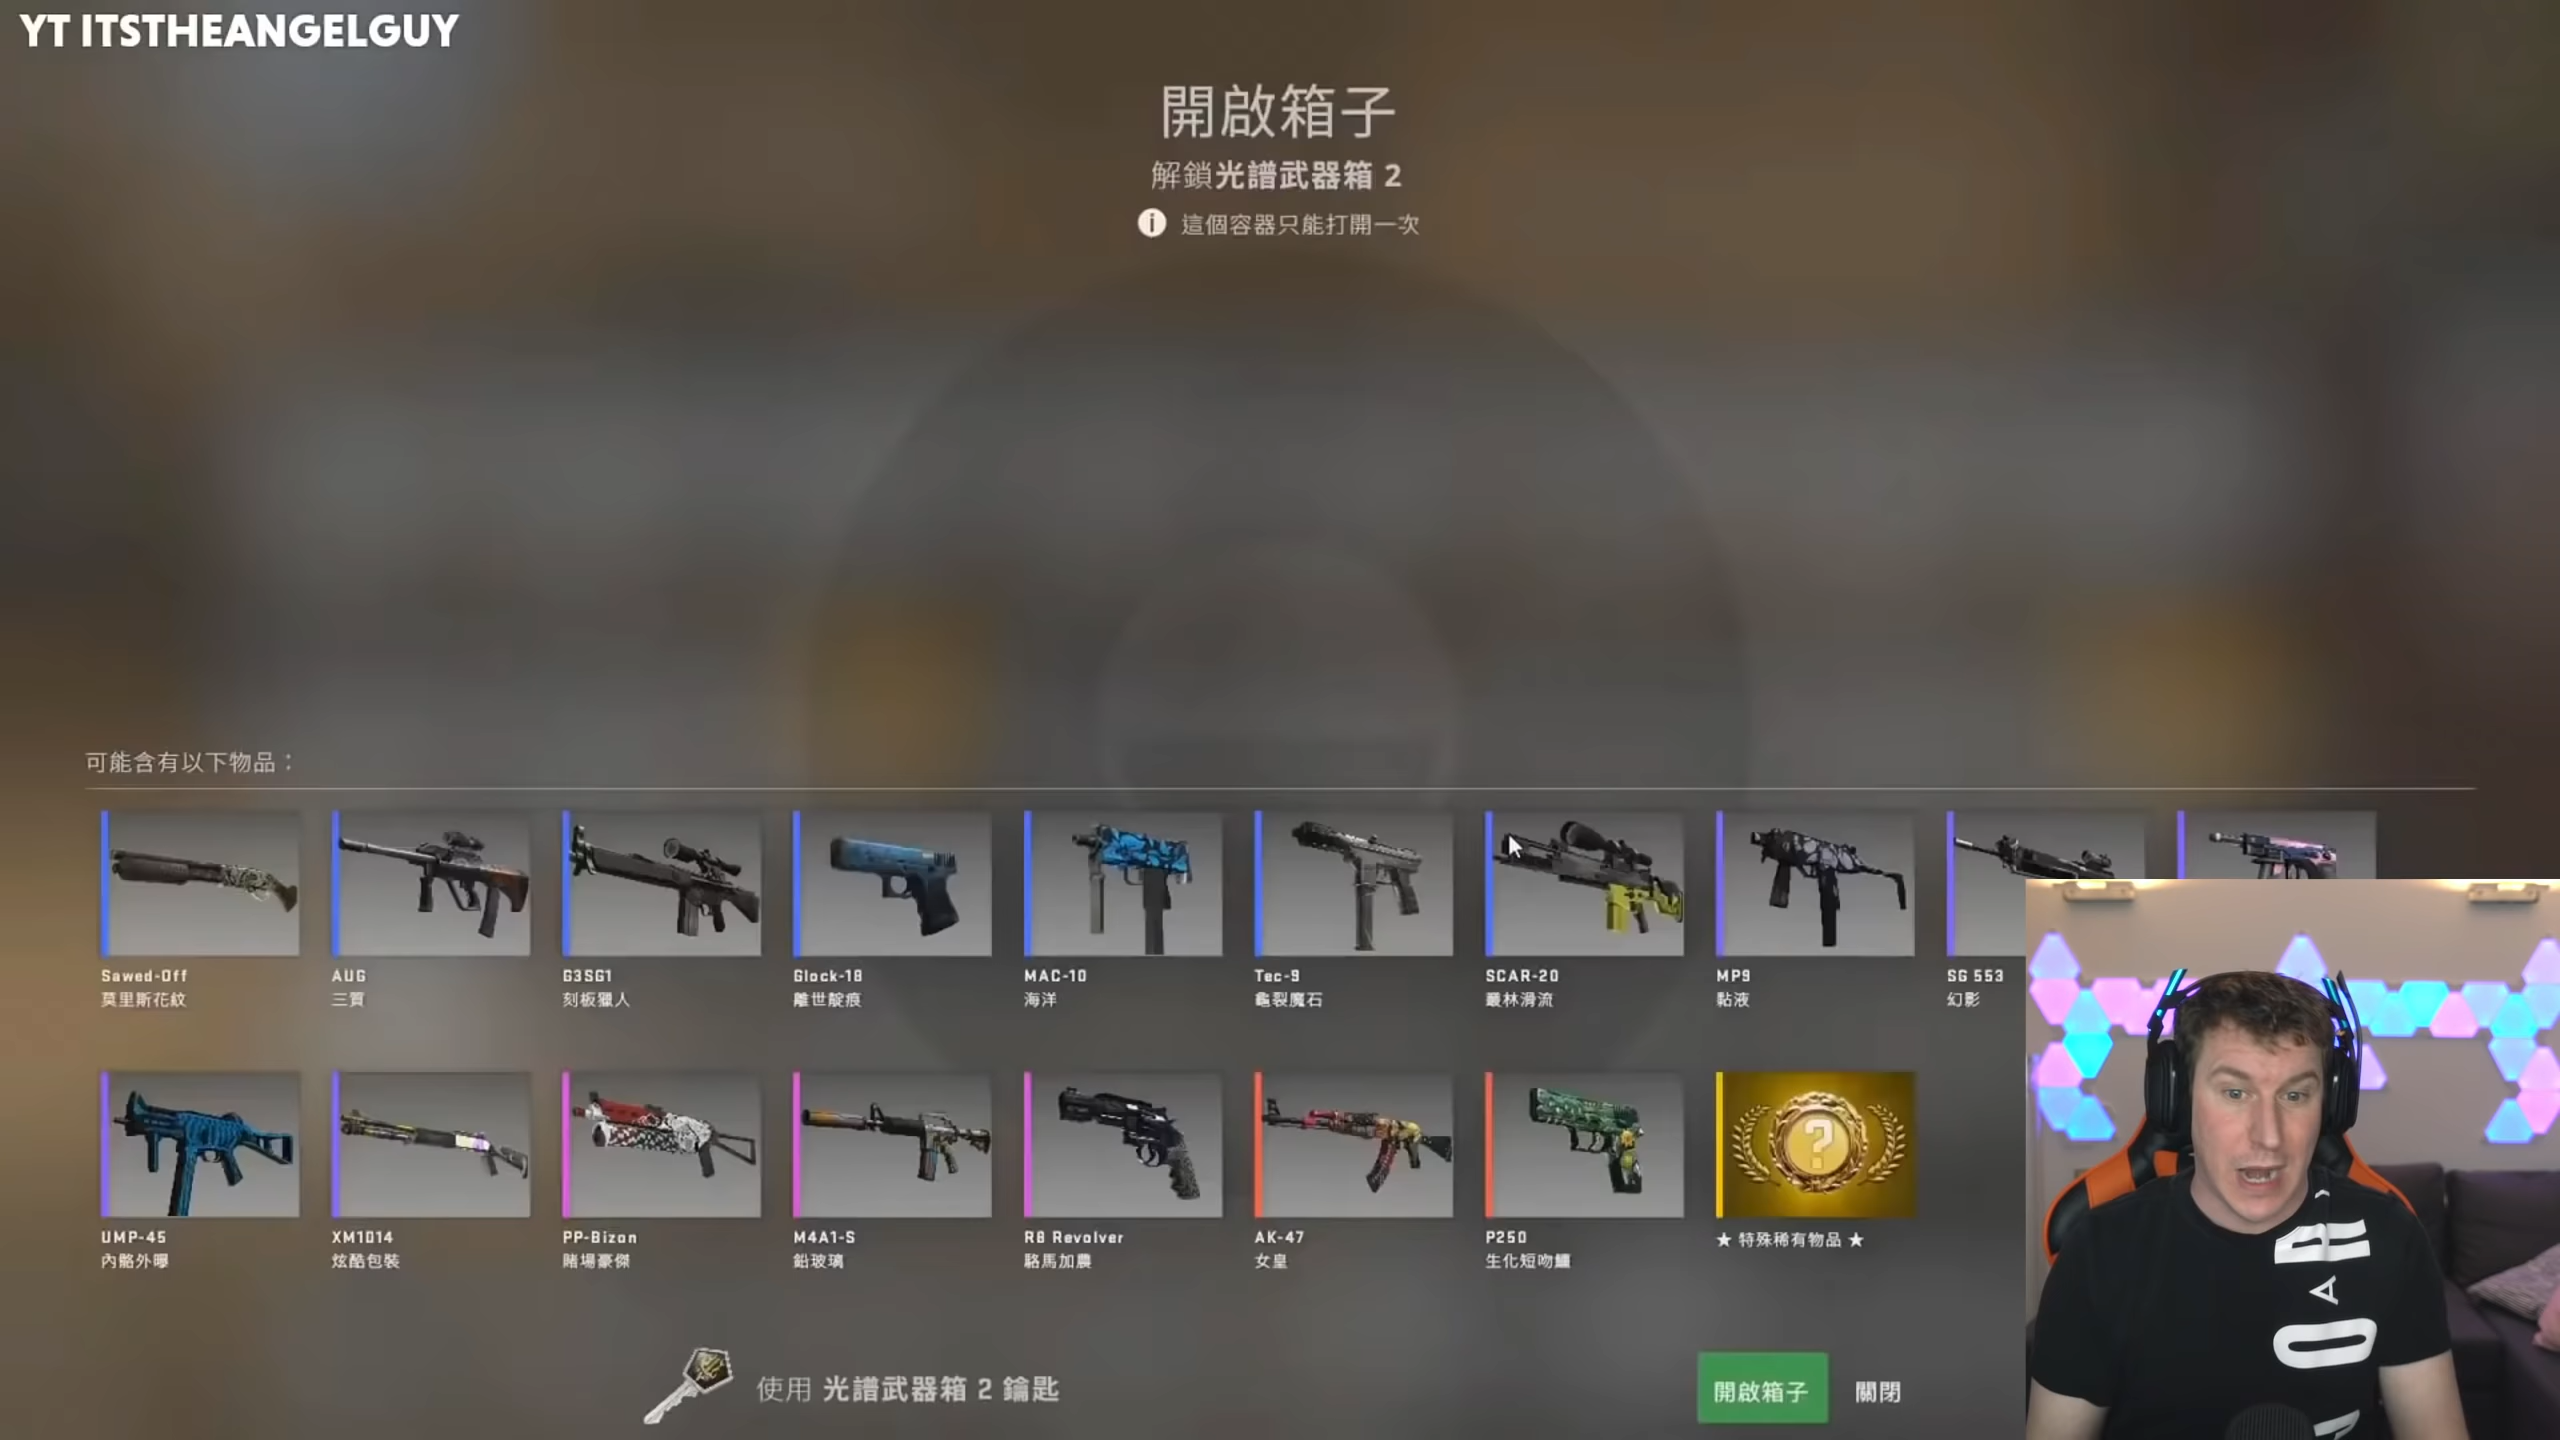 YT ITSTHEANGELGUY
開啟箱子
解鎖光譜武器箱 2
i 這個容器只能打開一次
可能含有以下物品：
Sawed-Off
莫里斯花紋
AUG
三質
G3SG1
刻板獵人
Glock-18
離世靛痕
MAC-10
海洋
Tec-9
龜裂魔石
SCAR-20
叢林滑流
MP9
黏液
SG 553
幻影
UMP-45
內骼外曝
XM1014
炫酷包裝
PP-Bizon
賭場豪傑
M4A1-S
鉛玻璃
R8 Revolver
駱馬加農
AK-47
女皇
P250
生化短吻鱷
?
★ 特殊稀有物品 ★
使用 光譜武器箱 2 鑰匙
開啟箱子
關閉